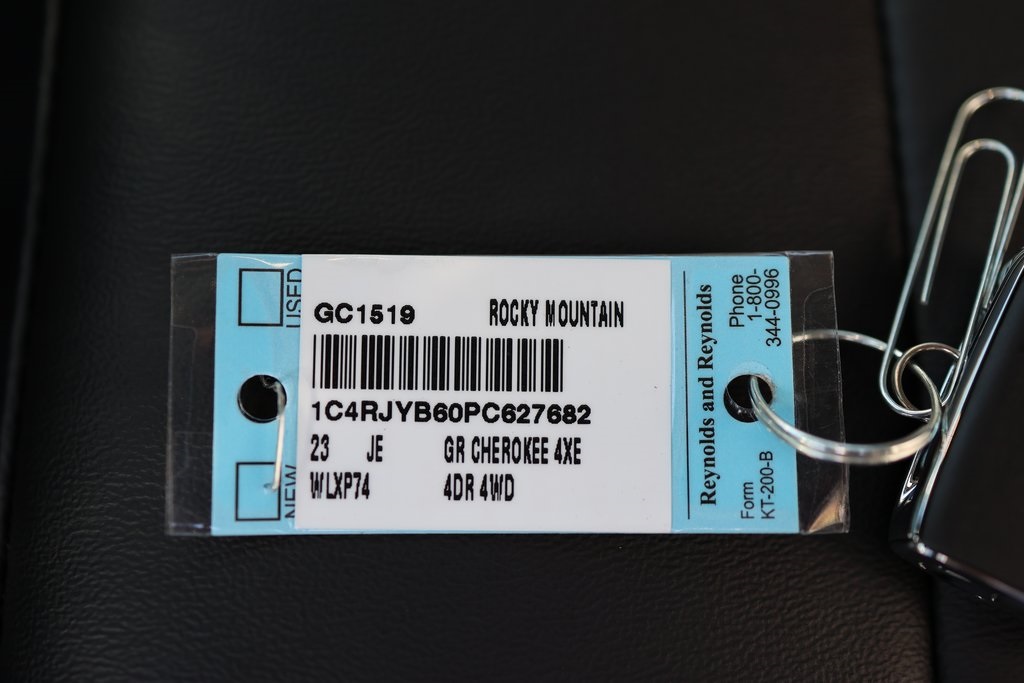 USED
NEW
GC1519 ROCKY MOUNTAIN
1C4RJYB60PC627682
23 JE GR CHEROKEE 4XE
WLXP74 4DR 4WD
Reynolds and Reynolds
Phone
1-800-
344-0996
Form
KT-200-B